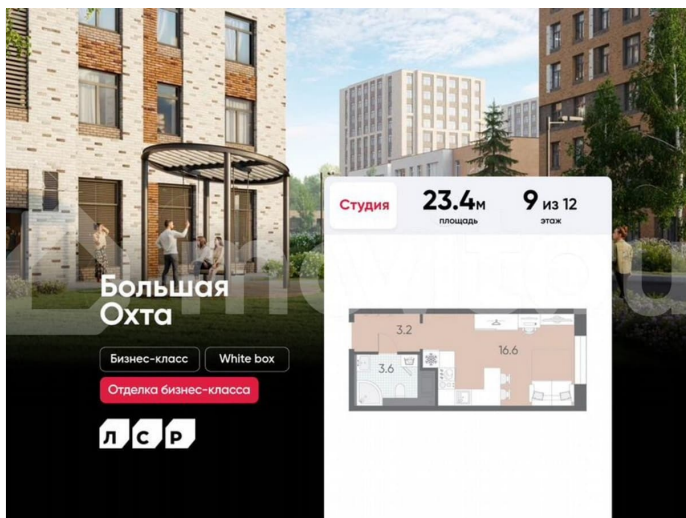 Студия
23.4м
площадь
9 из 12
этаж
Большая
Охта
Бизнес-класс
White box
Отделка бизнес-класса
ЛСР
3.2
16.6
3.6